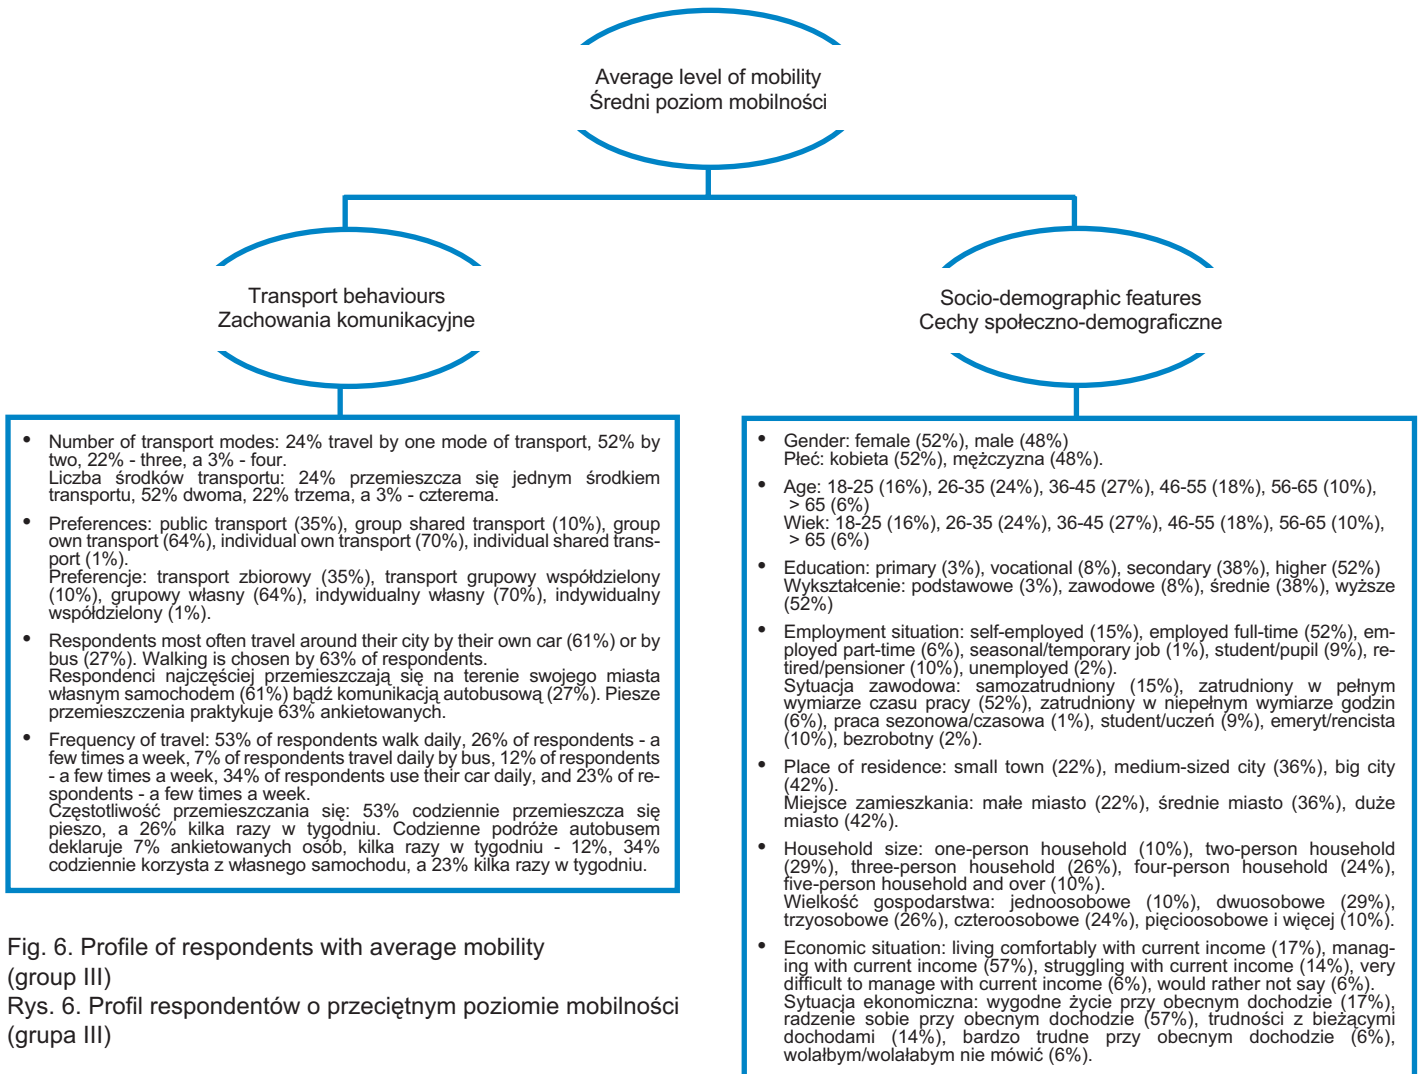 Average level of mobility
Średni poziom mobilności
Transport behaviours
Zachowania komunikacyjne
Socio-demographic features
Cechy społeczno-demograficzne
• Number of transport modes: 24% travel by one mode of transport, 52% by
two, 22% - three, a 3% - four.
Liczba środków transportu: 24% przemieszcza się jednym środkiem
transportu, 52% dwoma, 22% trzema, a 3% - czterema.
• Preferences: public transport (35%), group shared transport (10%), group
own transport (64%), individual own transport (70%), individual shared trans-
port (1%).
Preferencje: transport zbiorowy (35%), transport grupowy współdzielony
(10%), grupowy własny (64%), indywidualny własny (70%), indywidualny
współdzielony (1%).
• Respondents most often travel around their city by their own car (61%) or by
bus (27%). Walking is chosen by 63% of respondents.
Respondenci najczęściej przemieszczają się na terenie swojego miasta
własnym samochodem (61%) bądź komunikacją autobusową (27%). Piesze
przemieszczenia praktykuje 63% ankietowanych.
• Frequency of travel: 53% of respondents walk daily, 26% of respondents - a
few times a week, 7% of respondents travel daily by bus, 12% of respondents
- a few times a week, 34% of respondents use their car daily, and 23% of re-
spondents - a few times a week.
Częstotliwość przemieszczania się: 53% codziennie przemieszcza się
pieszo, a 26% kilka razy w tygodniu. Codzienne podróże autobusem
deklaruje 7% ankietowanych osób, kilka razy w tygodniu - 12%, 34%
codziennie korzysta z własnego samochodu, a 23% kilka razy w tygodniu.
• Gender: female (52%), male (48%)
Płeć: kobieta (52%), mężczyzna (48%).
• Age: 18-25 (16%), 26-35 (24%), 36-45 (27%), 46-55 (18%), 56-65 (10%),
> 65 (6%)
Wiek: 18-25 (16%), 26-35 (24%), 36-45 (27%), 46-55 (18%), 56-65 (10%),
> 65 (6%)
• Education: primary (3%), vocational (8%), secondary (38%), higher (52%)
Wykształcenie: podstawowe (3%), zawodowe (8%), średnie (38%), wyższe
(52%)
• Employment situation: self-employed (15%), employed full-time (52%), em-
ployed part-time (6%), seasonal/temporary job (1%), student/pupil (9%), re-
tired/pensioner (10%), unemployed (2%).
Sytuacja zawodowa: samozatrudniony (15%), zatrudniony w pełnym
wymiarze czasu pracy (52%), zatrudniony w niepełnym wymiarze godzin
(6%), praca sezonowa/czasowa (1%), student/uczeń (9%), emeryt/rencista
(10%), bezrobotny (2%).
• Place of residence: small town (22%), medium-sized city (36%), big city
(42%).
Miejsce zamieszkania: małe miasto (22%), średnie miasto (36%), duże
miasto (42%).
• Household size: one-person household (10%), two-person household
(29%), three-person household (26%), four-person household (24%),
five-person household and over (10%).
Wielkość gospodarstwa: jednoosobowe (10%), dwuosobowe (29%),
trzyosobowe (26%), czteroosobowe (24%), pięcioosobowe i więcej (10%).
• Economic situation: living comfortably with current income (17%), manag-
ing with current income (57%), struggling with current income (14%), very
difficult to manage with current income (6%), would rather not say (6%).
Sytuacja ekonomiczna: wygodne życie przy obecnym dochodzie (17%),
radzenie sobie przy obecnym dochodzie (57%), trudności z bieżącymi
dochodami (14%), bardzo trudne przy obecnym dochodzie (6%),
wolałbym/wolałabym nie mówić (6%).
Fig. 6. Profile of respondents with average mobility
(group III)
Rys. 6. Profil respondentów o przeciętnym poziomie mobilności
(grupa III)